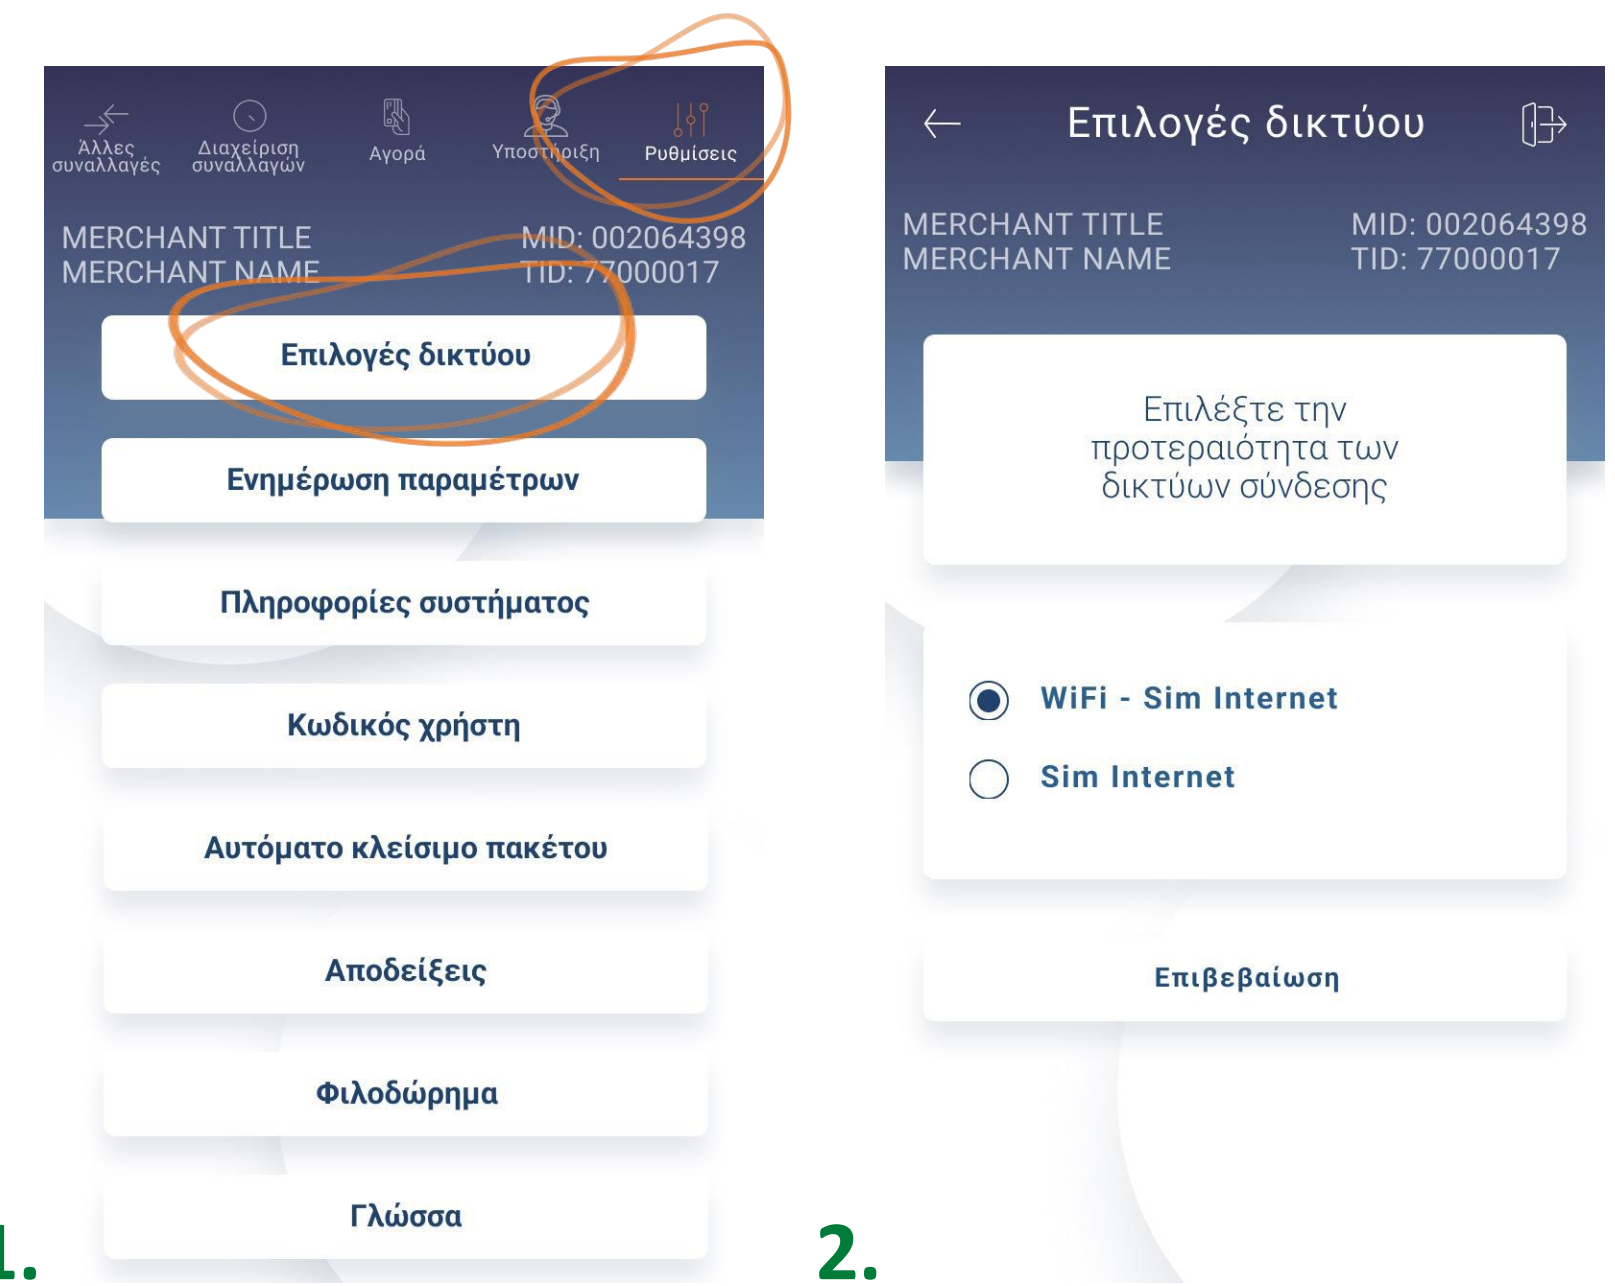 Άλλες
συναλλαγές
Διαχείριση
συναλλαγών
Αγορά
Υποστήριξη
Ρυθμίσεις
MERCHANT TITLE
MERCHANT NAME
MID: 002064398
TID: 77000017
Επιλογές δικτύου
Ενημέρωση παραμέτρων
Πληροφορίες συστήματος
Κωδικός χρήστη
Αυτόματο κλείσιμο πακέτου
Αποδείξεις
Φιλοδώρημα
Γλώσσα
1.
Επιλογές δικτύου
MERCHANT TITLE
MERCHANT NAME
MID: 002064398
TID: 77000017
Επιλέξτε την
προτεραιότητα των
δικτύων σύνδεσης
WiFi - Sim Internet
Sim Internet
Επιβεβαίωση
2.